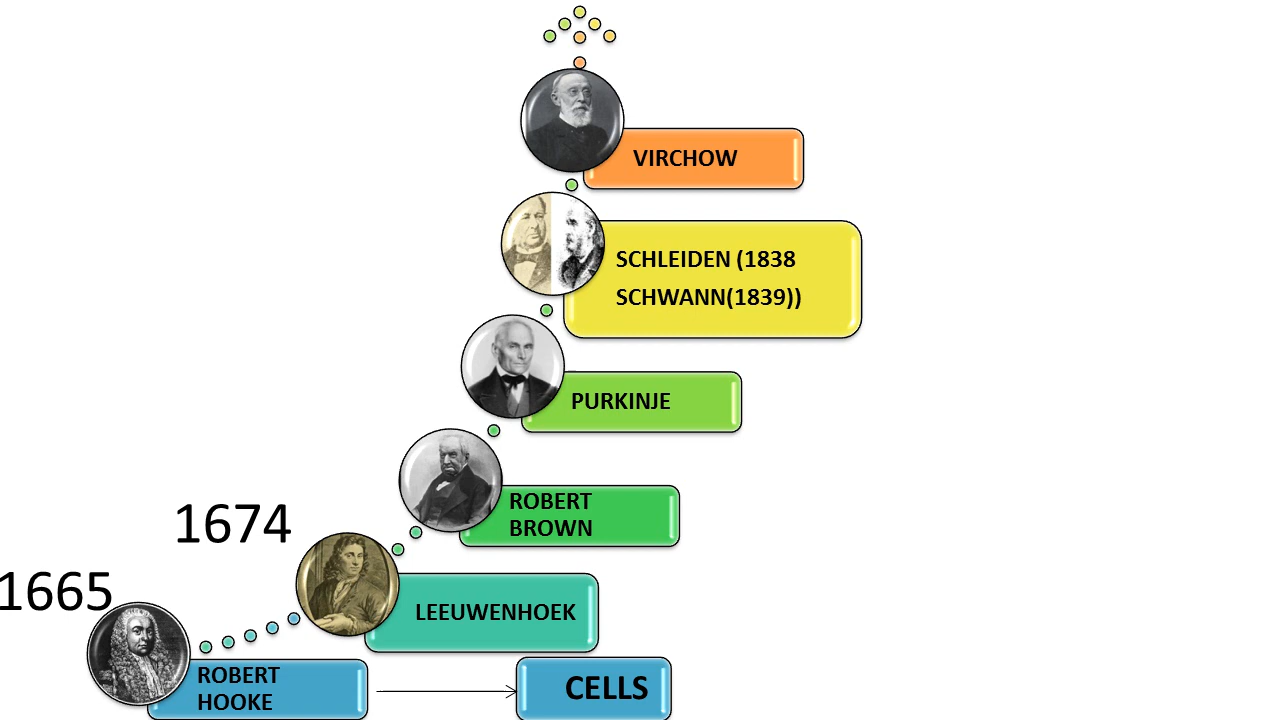 VIRCHOW
SCHLEIDEN (1838
SCHWANN(1839))
PURKINJE
ROBERT
BROWN
1674
LEEUWENHOEK
1665
ROBERT
HOOKE
CELLS